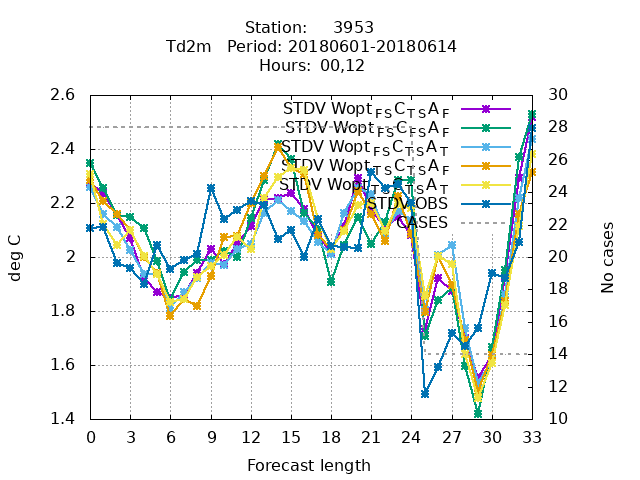 Station: 3953
Td2m Period: 20180601-20180614
Hours: 00,12
2.6
2.4
2.2
2
1.8
1.6
1.4
deg C
STDV Wopt FS C TS A F
STDV Wopt FS C FS A F
STDV Wopt FS C TS A T
STDV Wopt TS C TS A F
STDV Wopt TS C TS A T
STDV OBS
CASES
30
28
26
24
22
20
18
16
14
12
10
No cases
0 3 6 9 12 15 18 21 24 27 30 33
Forecast length